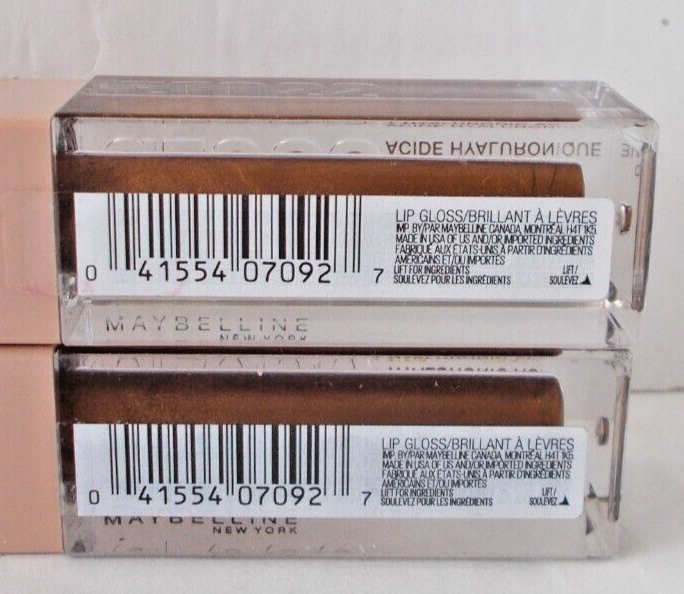 ACIDE HYALURONIQUE
LIP GLOSS/BRILLANT À LÈVRES
IMP. BY/PAR MAYBELLINE CANADA, MONTRÉAL H4T 1K5
MADE IN USA OF US AND/OR IMPORTED INGREDIENTS
FABRIQUÉ AUX ÉTATS-UNIS À PARTIR D'INGRÉDIENTS
AMÉRICAINS ET/OU IMPORTÉS
LIFT FOR INGREDIENTS LIFT/
SOULEVEZ POUR LES INGRÉDIENTS SOULEVEZ
0 41554 07092 7
MAYBELLINE
NEW YORK
LIP GLOSS/BRILLANT À LÈVRES
IMP. BY/PAR MAYBELLINE CANADA, MONTRÉAL H4T 1K5
MADE IN USA OF US AND/OR IMPORTED INGREDIENTS
FABRIQUÉ AUX ÉTATS-UNIS À PARTIR D'INGRÉDIENTS
AMÉRICAINS ET/OU IMPORTÉS
LIFT FOR INGREDIENTS LIFT/
SOULEVEZ POUR LES INGRÉDIENTS SOULEVEZ
0 41554 07092 7
MAYBELLINE
NEW YORK